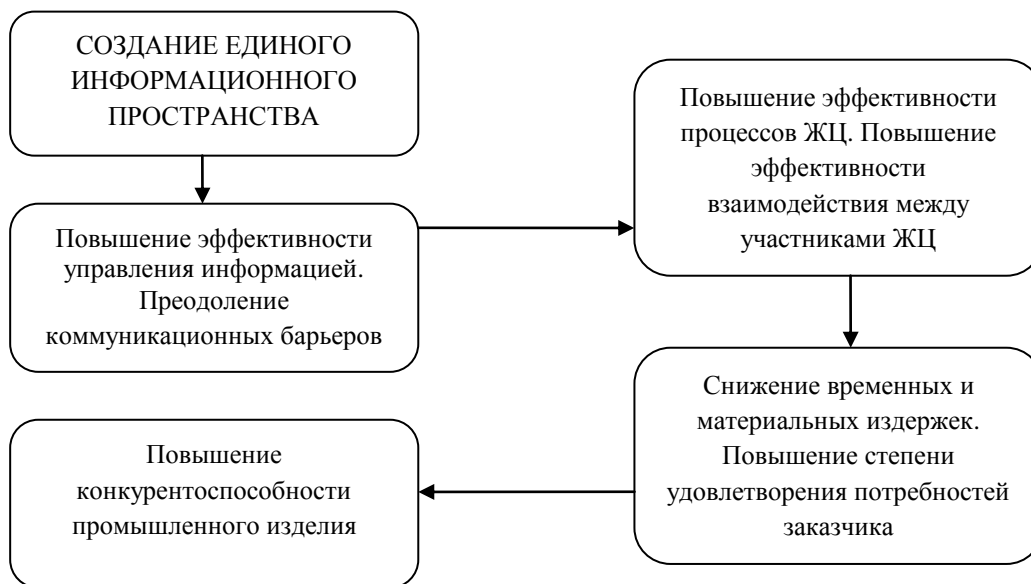 СОЗДАНИЕ ЕДИНОГО
ИНФОРМАЦИОННОГО
ПРОСТРАНСТВА
Повышение эффективности
управления информацией.
Преодоление
коммуникационных барьеров
Повышение эффективности
процессов ЖЦ. Повышение
эффективности
взаимодействия между
участниками ЖЦ
Снижение временных и
материальных издержек.
Повышение степени
удовлетворения потребностей
заказчика
Повышение
конкурентоспособности
промышленного изделия